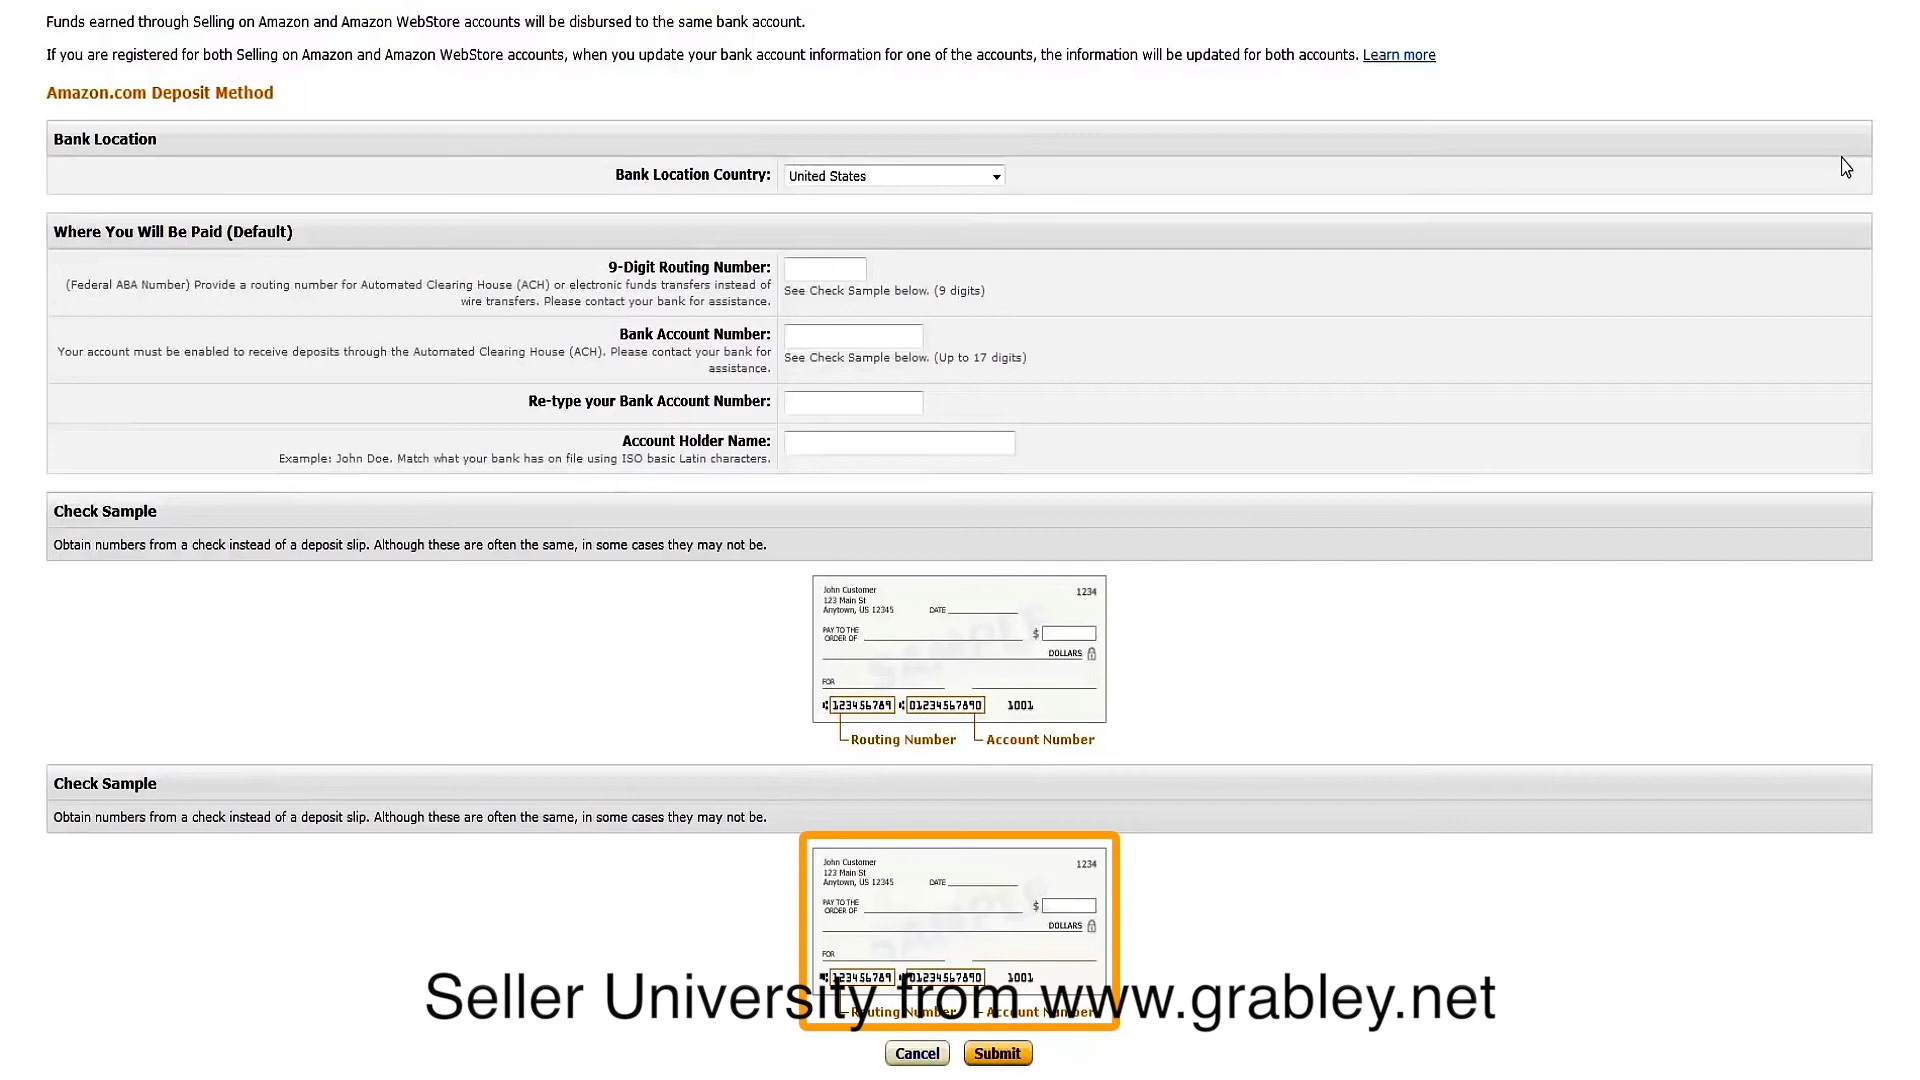 Funds earned through Selling on Amazon and Amazon WebStore accounts will be disbursed to the same bank account.
If you are registered for both Selling on Amazon and Amazon WebStore accounts, when you update your bank account information for one of the accounts, the information will be updated for both accounts. Learn more
Amazon.com Deposit Method
Bank Location
Bank Location Country: United States
Where You Will Be Paid (Default)
9-Digit Routing Number:
(Federal ABA Number) Provide a routing number for Automated Clearing House (ACH) or electronic funds transfers instead of
wire transfers. Please contact your bank for assistance.
See Check Sample below. (9 digits)
Bank Account Number:
Your account must be enabled to receive deposits through the Automated Clearing House (ACH). Please contact your bank for
assistance.
See Check Sample below. (Up to 17 digits)
Re-type your Bank Account Number:
Account Holder Name:
Example: John Doe. Match what your bank has on file using ISO basic Latin characters.
Check Sample
Obtain numbers from a check instead of a deposit slip. Although these are often the same, in some cases they may not be.
John Customer 1234
123 Main St
Anytown, US 12345 DATE
PAY TO THE
ORDER OF $
SAMPLE
DOLLARS
FOR
123456789 01234567890 1001
Routing Number Account Number
Check Sample
Obtain numbers from a check instead of a deposit slip. Although these are often the same, in some cases they may not be.
John Customer 1234
123 Main St
Anytown, US 12345 DATE
PAY TO THE
ORDER OF $
SAMPLE
DOLLARS
FOR
123456789 01234567890 1001
Seller University from www.grabley.net
Routing Number Account Number
Cancel Submit